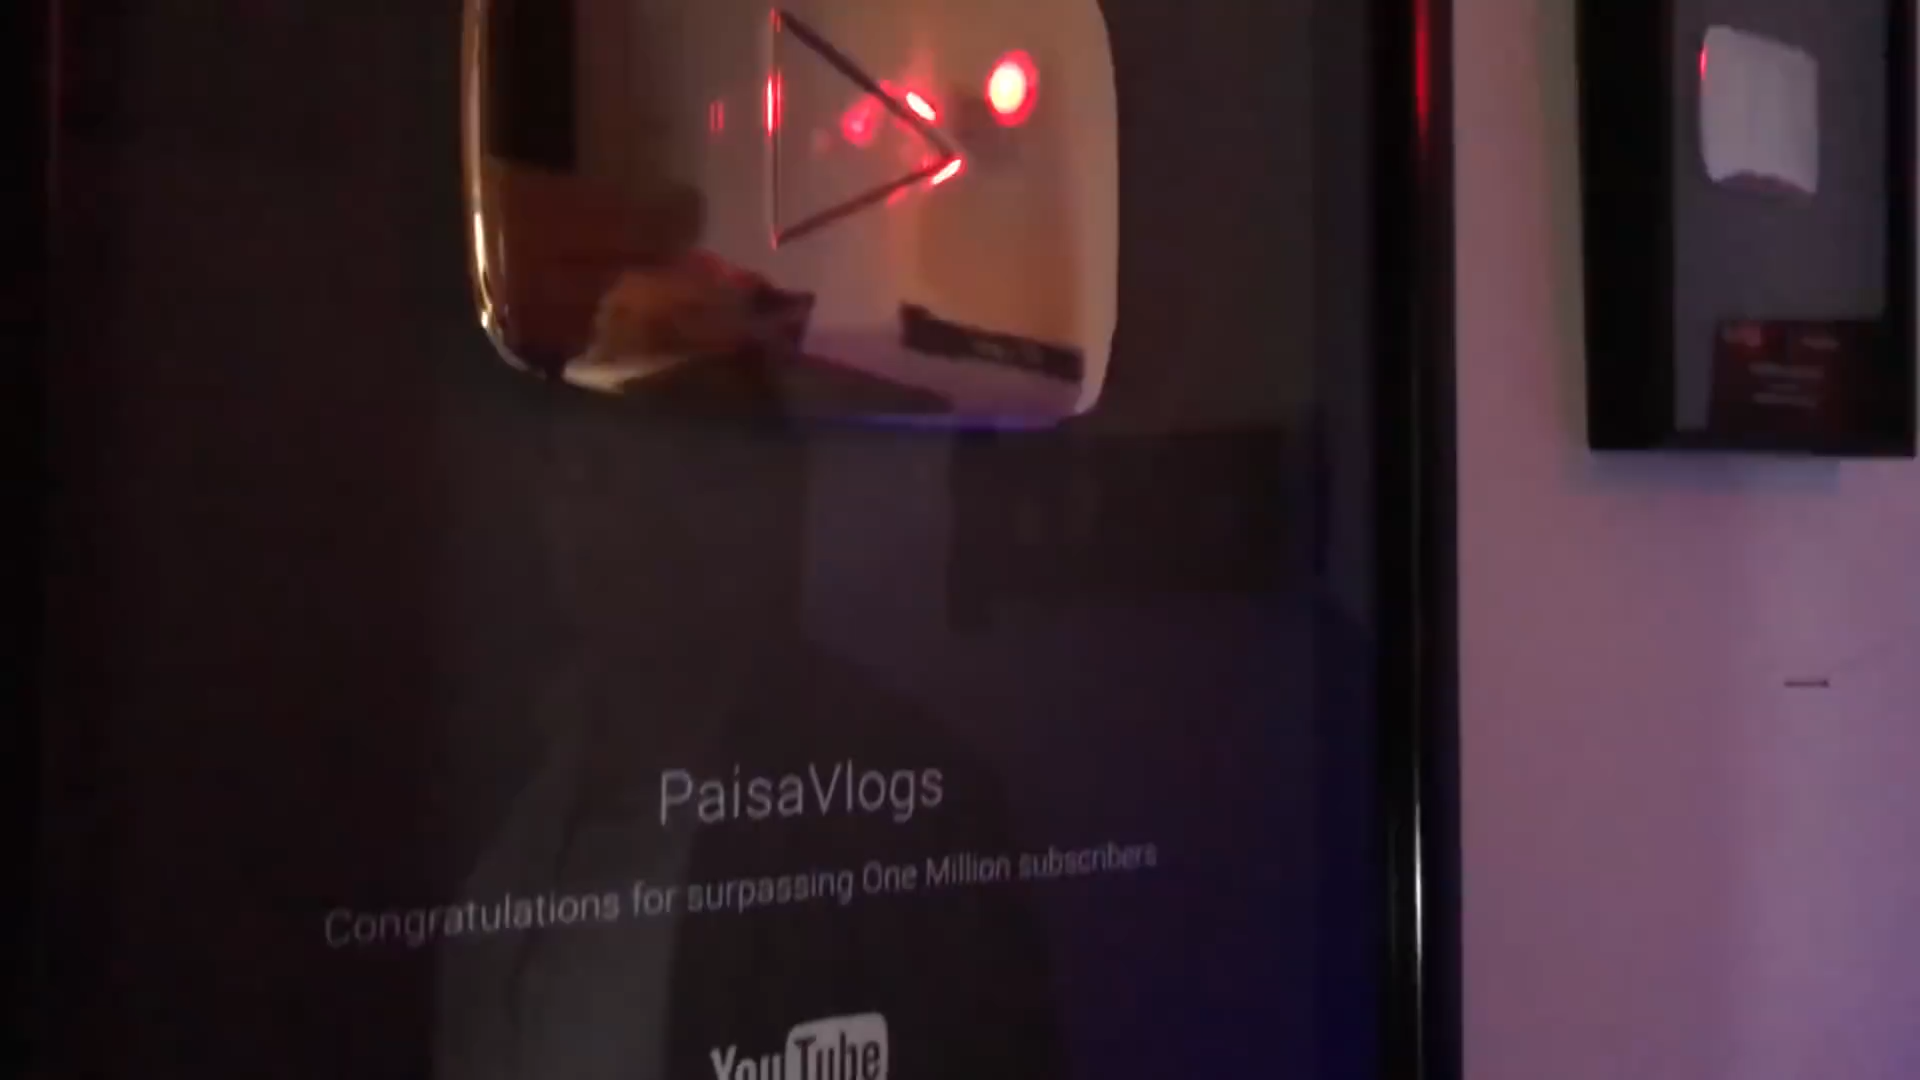 PaisaVlogs
Congratulations for surpassing One Million subscribers
YouTube